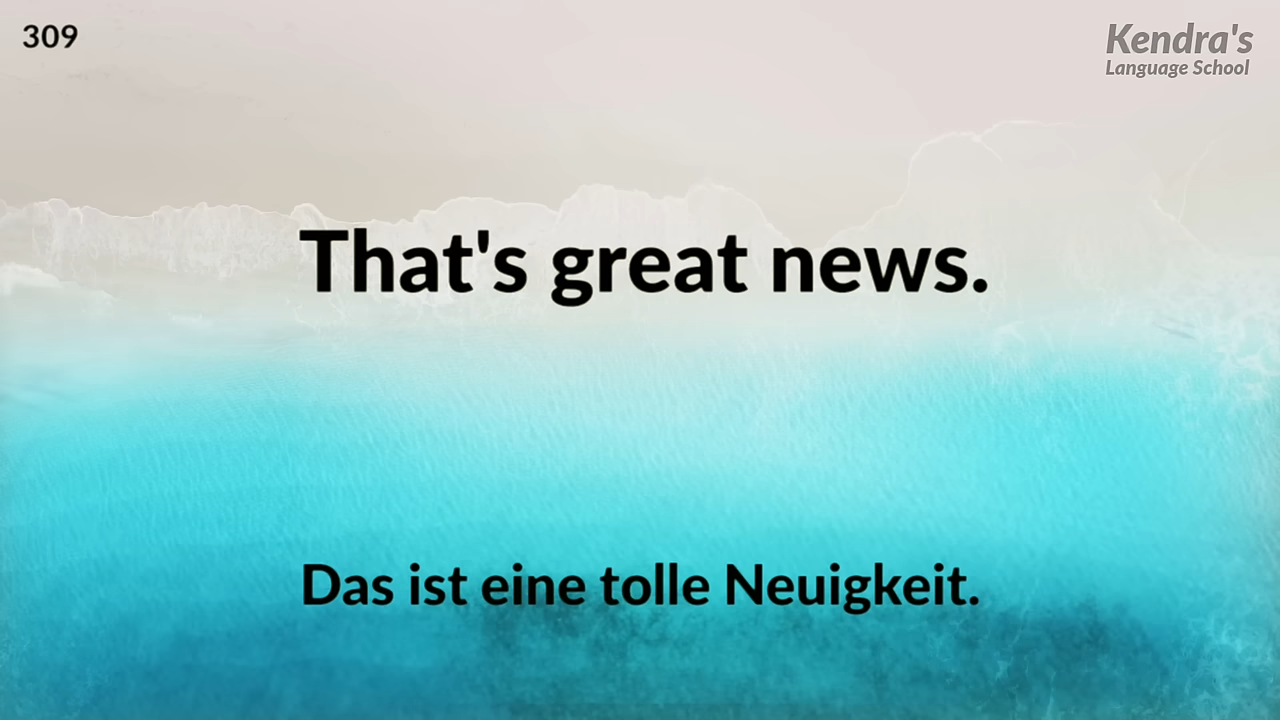 309
Kendra's
Language School
That's great news.
Das ist eine tolle Neuigkeit.